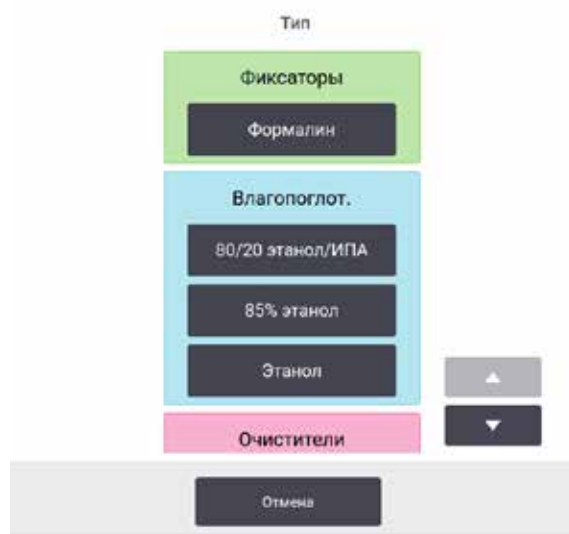 Тип
Фиксаторы
Формалин
Влагопоглот.
80/20 этанол/ИПА
85% этанол
Этанол
Очистители
Отмена